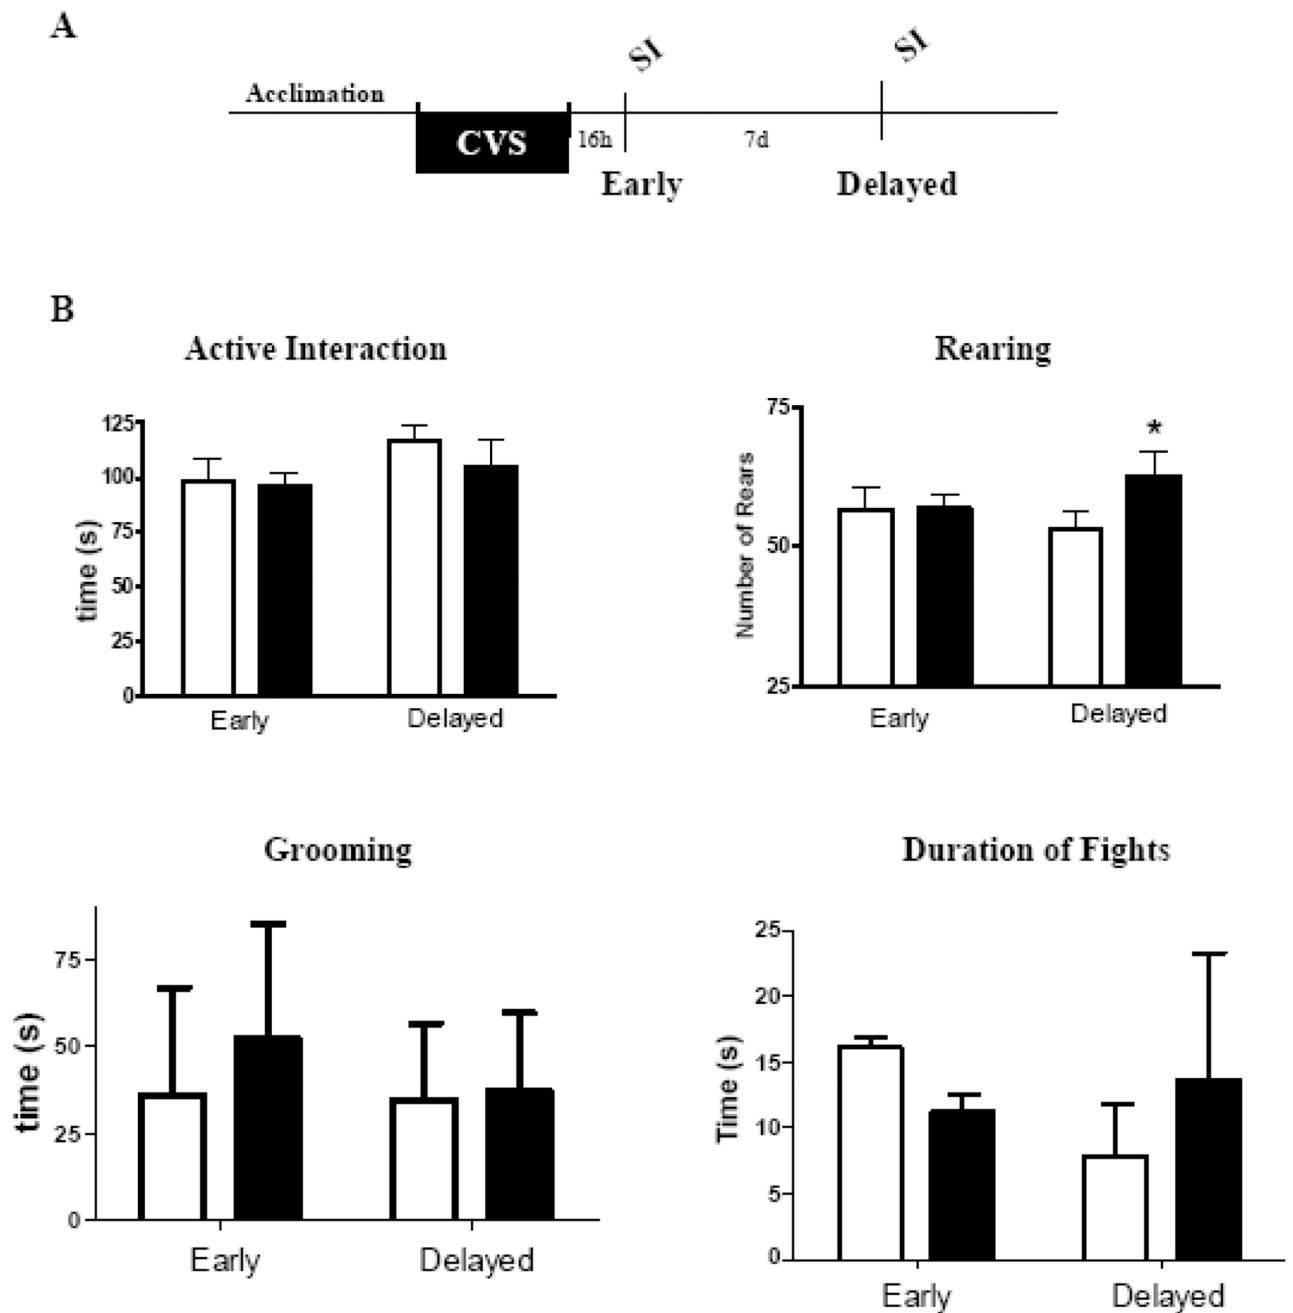 A
SI
SI
Acclimation
CVS
16h
7d
Early
Delayed
B
Active Interaction
125
100
75
50
25
0
time (s)
Early
Delayed
Rearing
75
50
25
Number of Rears
*
Early
Delayed
Grooming
75
50
25
0
time (s)
Early
Delayed
Duration of Fights
25
20
15
10
5
0
Time (s)
Early
Delayed